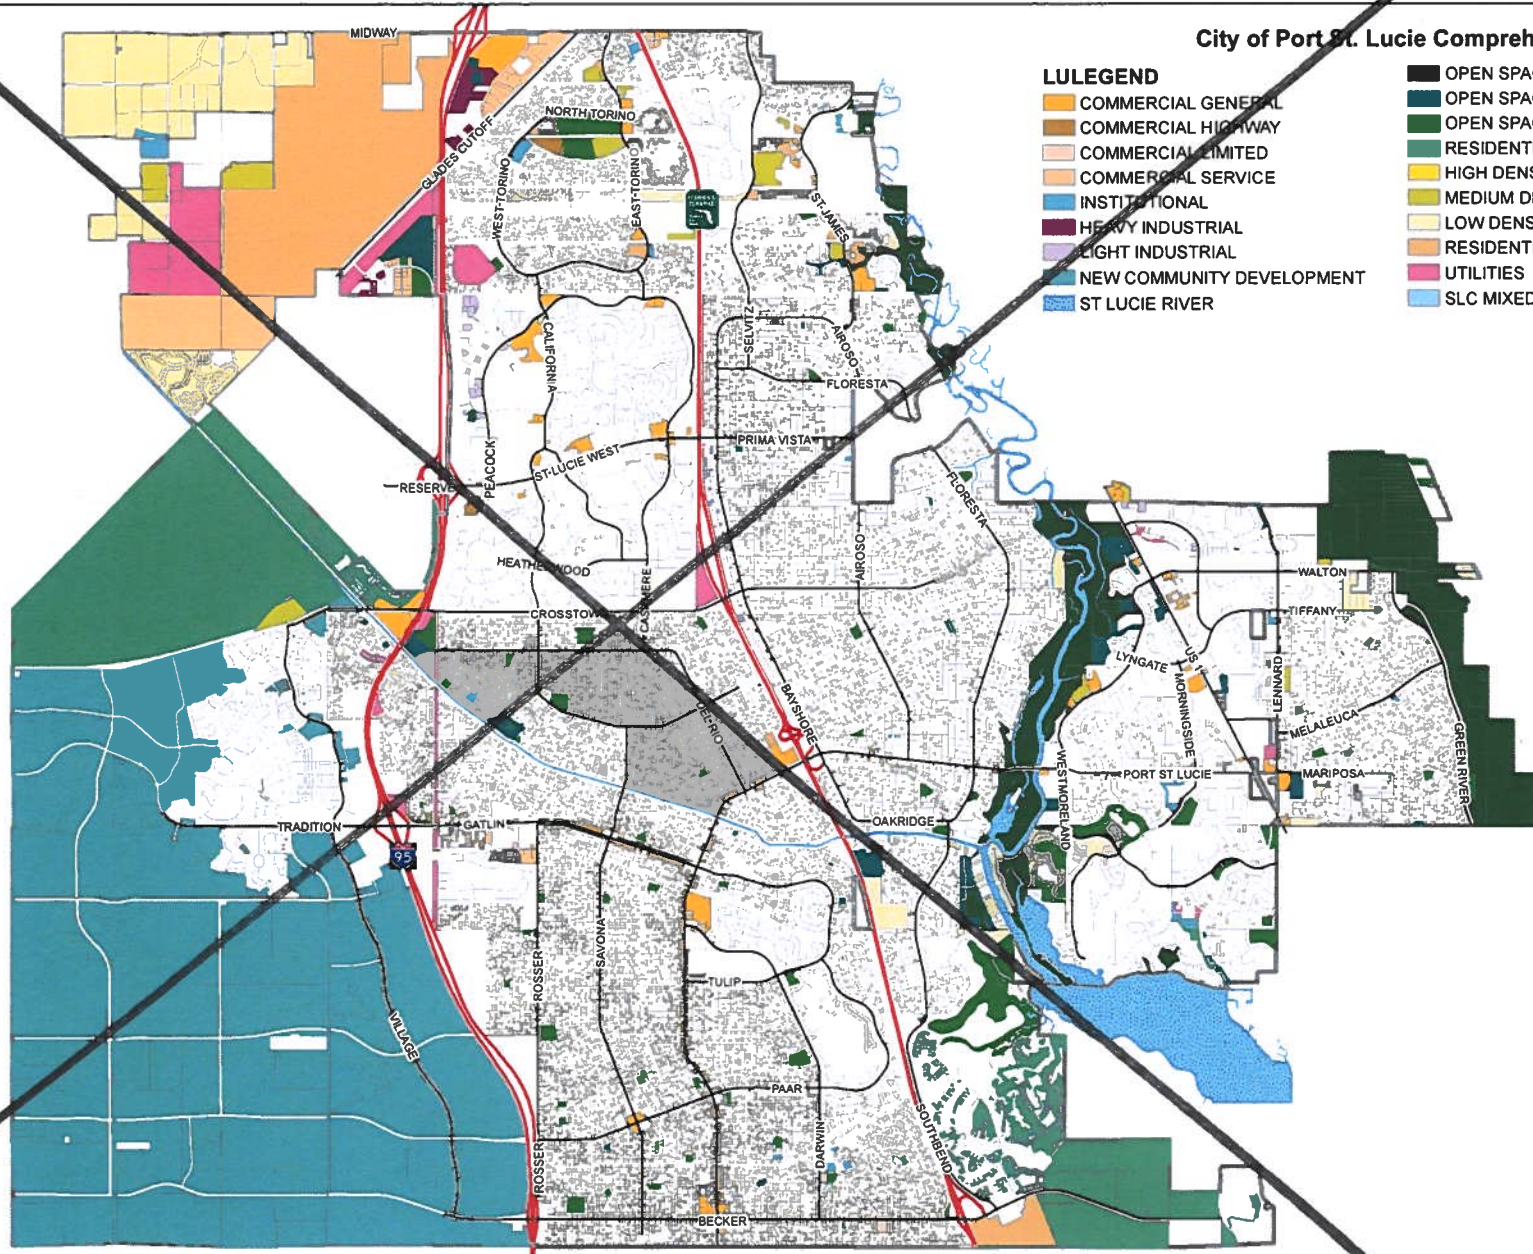 City of Port St. Lucie Compreh
LULEGEND
COMMERCIAL GENERAL
COMMERCIAL HIGHWAY
COMMERCIAL LIMITED
COMMERCIAL SERVICE
INSTITUTIONAL
HEAVY INDUSTRIAL
LIGHT INDUSTRIAL
NEW COMMUNITY DEVELOPMENT
ST LUCIE RIVER
OPEN SPA
OPEN SPA
OPEN SPA
RESIDENT
HIGH DENS
MEDIUM D
LOW DENS
RESIDENT
UTILITIES
SLC MIXED
MIDWAY
NORTH TORINO
GLADES CUTOFF
WEST-TORINO
EAST-TORINO
ST-JAMES
SELVITZ
AIROSO
CALIFORNIA
FLORESTA
PRIMA VISTA
PEACOCK
ST-LUCIE WEST
RESERVE
FLORESTA
AIROSO
HEATHERWOOD
CASHMERE
CROSSTOWN
WALTON
TIFFANY
LYNGATE
US 1
MORNINGSIDE
LENNARD
MELALEUCA
GREEN RIVER
BAYSHORE
DEL-RIO
WESTMORELAND
PORT ST LUCIE
MARIPOSA
TRADITION
GATLIN
OAKRIDGE
95
SAVONA
ROSSER
TULIP
VILLAGE
PAAR
DARWIN
SOUTHBEND
ROSSER
BECKER